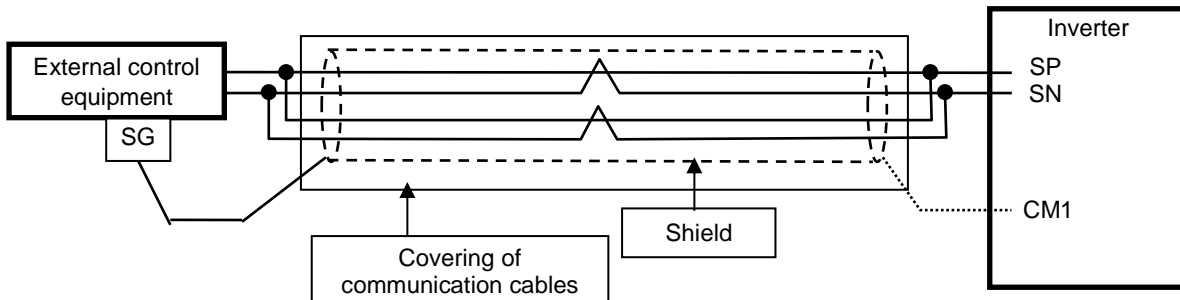 Inverter
External control
equipment
SP
SN
SG
CM1
Shield
Covering of
communication cables